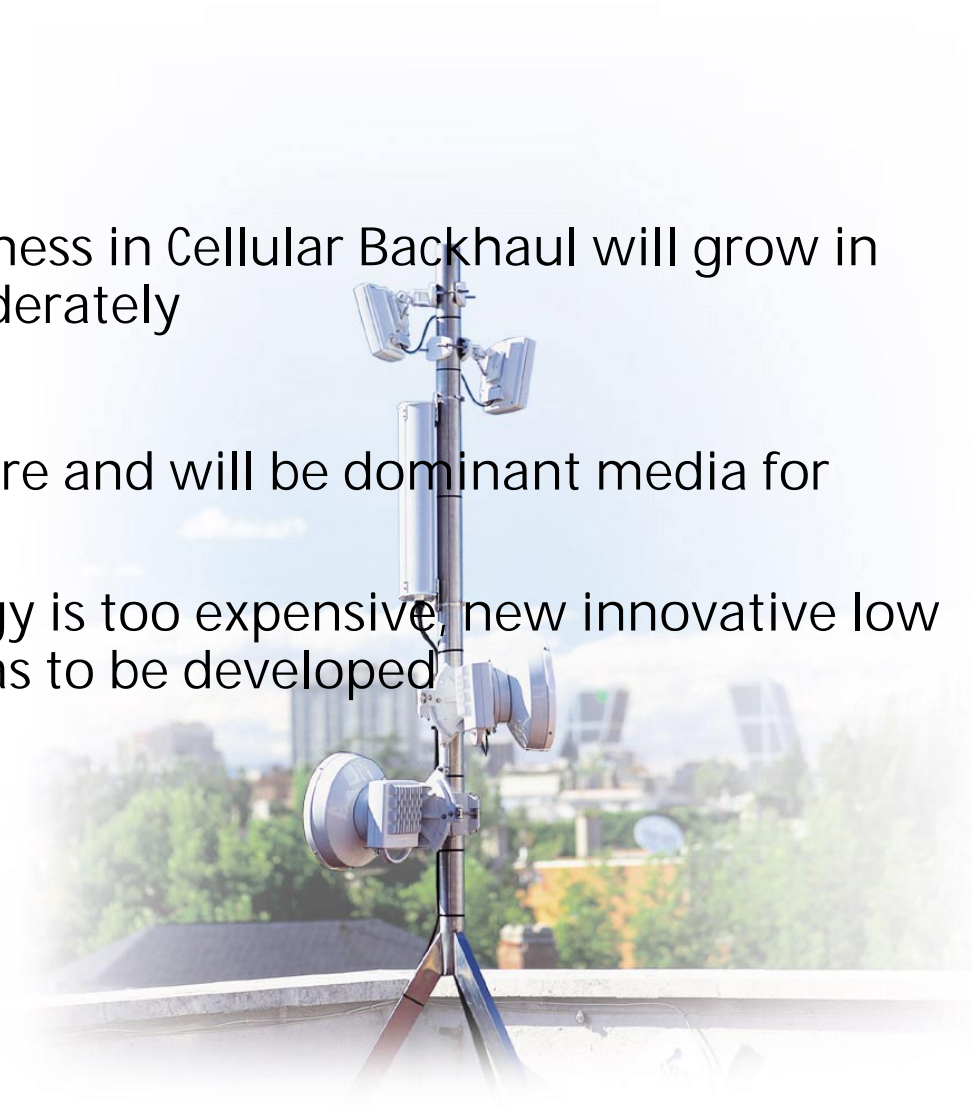 ness in Cellular Backhaul will grow in
derately
re and will be dominant media for
gy is too expensive, new innovative low
as to be developed